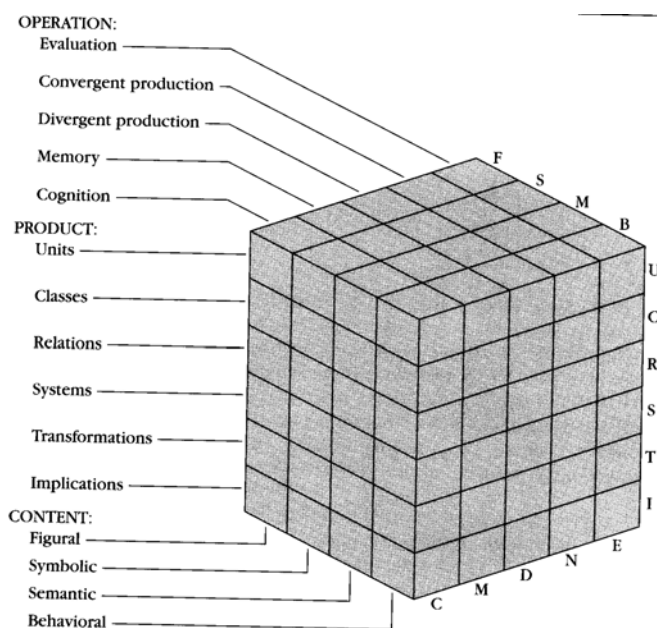 OPERATION:
Evaluation
Convergent production
Divergent production
Memory
Cognition
PRODUCT:
Units
Classes
Relations
Systems
Transformations
Implications
CONTENT:
Figural
Symbolic
Semantic
Behavioral
F
S
M
B
U
C
R
S
T
I
C
M
D
N
E